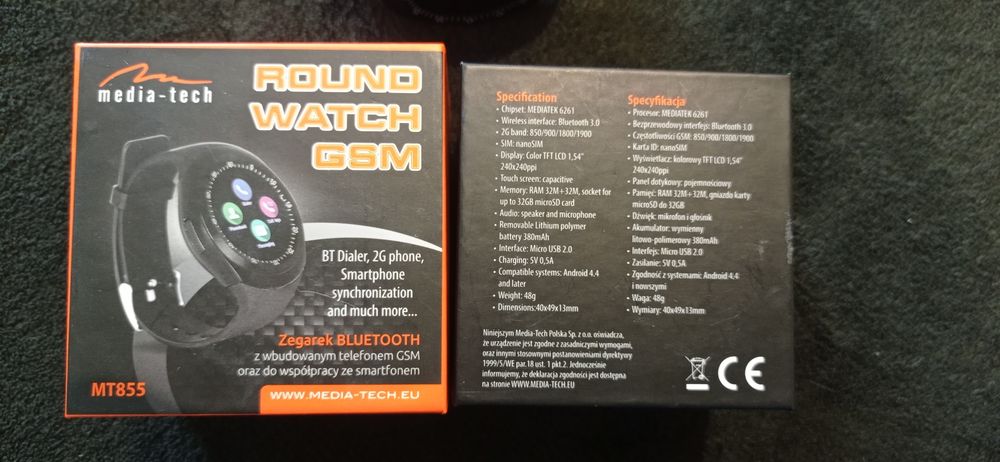 media-tech
ROUND
WATCH
GSM
BT Dialer, 2G phone,
Smartphone
synchronization
and much more...
Zegarek BLUETOOTH
z wbudowanym telefonem GSM
oraz do współpracy ze smartfonem
MT855
WWW.MEDIA-TECH.EU
Specification
• Chipset: MEDIATEK 6261
• Wireless interface: Bluetooth 3.0
• 2G band: 850/900/1800/1900
• SIM: nanoSIM
• Display: Color TFT LCD 1,54"
240x240ppi
• Touch screen: capacitive
• Memory: RAM 32M+32M, socket for
up to 32GB microSD card
• Audio: speaker and microphone
• Removable Lithium polymer
battery 380mAh
• Interface: Micro USB 2.0
• Charging: 5V 0,5A
• Compatible systems: Android 4.4
and later
• Weight: 48g
• Dimensions:40x49x13mm
Specyfikacja
• Procesor: MEDIATEK 6261
• Bezprzewodowy interfejs: Bluetooth 3.0
• Częstotliwości GSM: 850/900/1800/1900
• Karta ID: nanoSIM
• Wyświetlacz: kolorowy TFT LCD 1,54"
240x240ppi
• Panel dotykowy: pojemnościowy
• Pamięć: RAM 32M+32M, gniazdo karty
microSD do 32GB
• Dźwięk: mikrofon i głośnik
• Akumulator: wymienny
litowo-polimerowy 380mAh
• Interfejs: Micro USB 2.0
• Zasilanie: 5V 0,5A
• Zgodność z systemami: Android 4.4
i nowszymi
• Waga: 48g
• Wymiary: 40x49x13mm
Niniejszym Media-Tech Polska Sp. z o.o. oświadcza,
że urządzenie jest zgodne z zasadniczymi wymogami,
oraz innymi stosownymi postanowieniami dyrektywy
1999/5/WE par.18 ust. 1 pkt.2. Jednocześnie
informujemy, że deklaracja zgodności jest dostępna
na stronie WWW.MEDIA-TECH.EU
CE